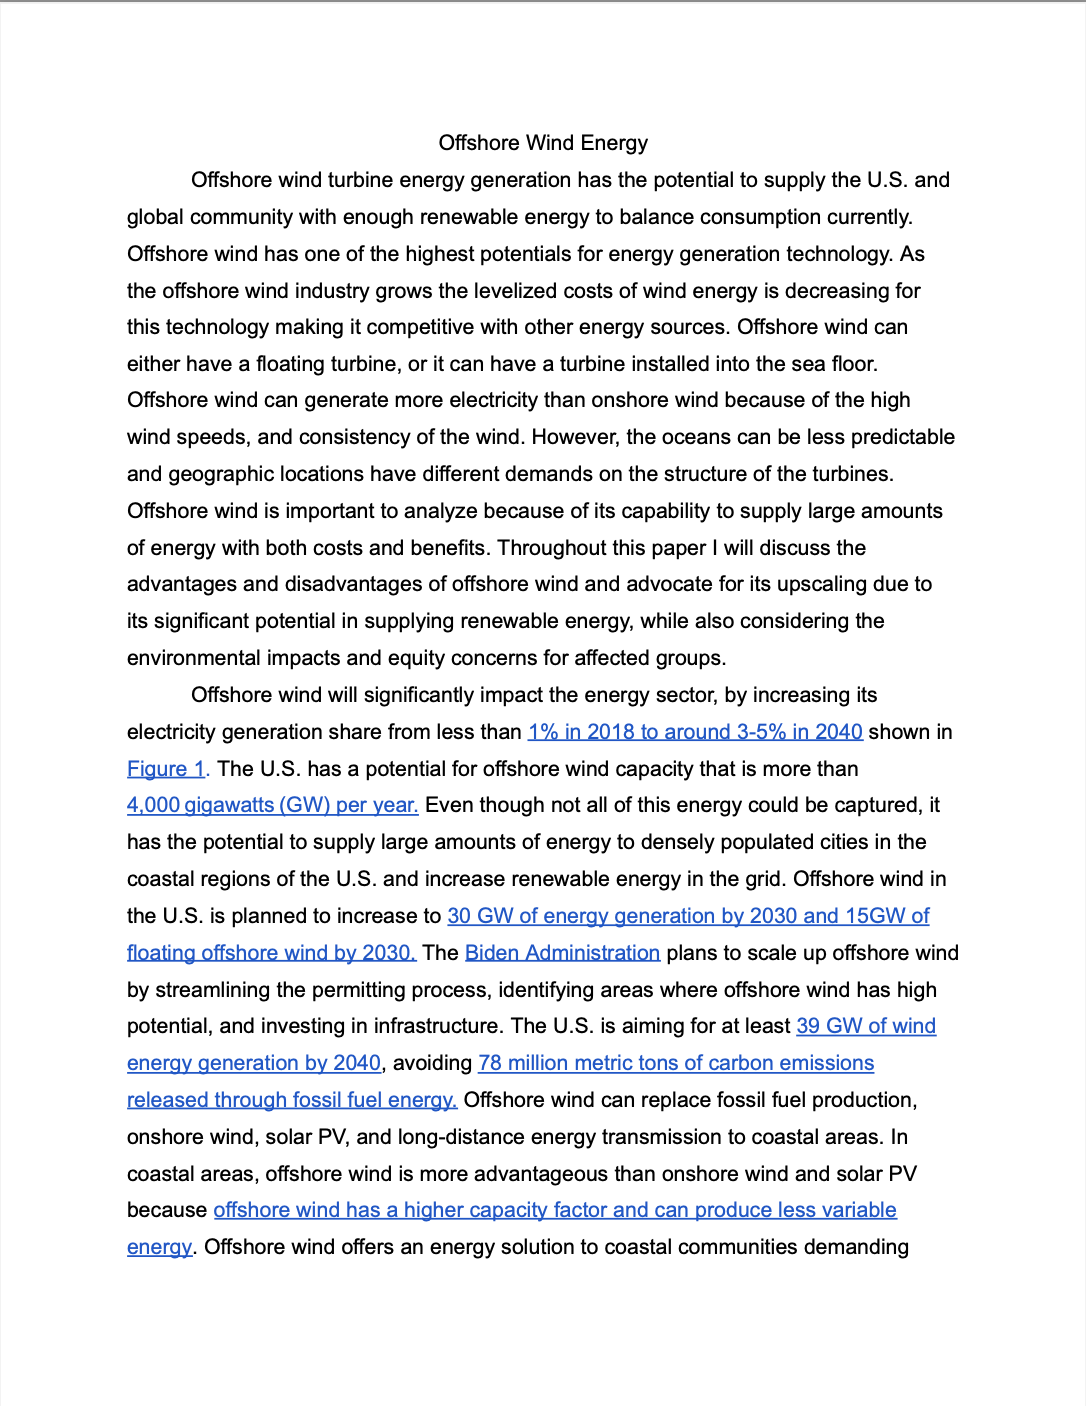 Offshore Wind Energy
Offshore wind turbine energy generation has the potential to supply the U.S. and
global community with enough renewable energy to balance consumption currently.
Offshore wind has one of the highest potentials for energy generation technology. As
the offshore wind industry grows the levelized costs of wind energy is decreasing for
this technology making it competitive with other energy sources. Offshore wind can
either have a floating turbine, or it can have a turbine installed into the sea floor.
Offshore wind can generate more electricity than onshore wind because of the high
wind speeds, and consistency of the wind. However, the oceans can be less predictable
and geographic locations have different demands on the structure of the turbines.
Offshore wind is important to analyze because of its capability to supply large amounts
of energy with both costs and benefits. Throughout this paper I will discuss the
advantages and disadvantages of offshore wind and advocate for its upscaling due to
its significant potential in supplying renewable energy, while also considering the
environmental impacts and equity concerns for affected groups.
Offshore wind will significantly impact the energy sector, by increasing its
electricity generation share from less than 1% in 2018 to around 3-5% in 2040 shown in
Figure 1. The U.S. has a potential for offshore wind capacity that is more than
4,000 gigawatts (GW) per year. Even though not all of this energy could be captured, it
has the potential to supply large amounts of energy to densely populated cities in the
coastal regions of the U.S. and increase renewable energy in the grid. Offshore wind in
the U.S. is planned to increase to 30 GW of energy generation by 2030 and 15GW of
floating offshore wind by 2030. The Biden Administration plans to scale up offshore wind
by streamlining the permitting process, identifying areas where offshore wind has high
potential, and investing in infrastructure. The U.S. is aiming for at least 39 GW of wind
energy generation by 2040, avoiding 78 million metric tons of carbon emissions
released through fossil fuel energy. Offshore wind can replace fossil fuel production,
onshore wind, solar PV, and long-distance energy transmission to coastal areas. In
coastal areas, offshore wind is more advantageous than onshore wind and solar PV
because offshore wind has a higher capacity factor and can produce less variable
energy. Offshore wind offers an energy solution to coastal communities demanding